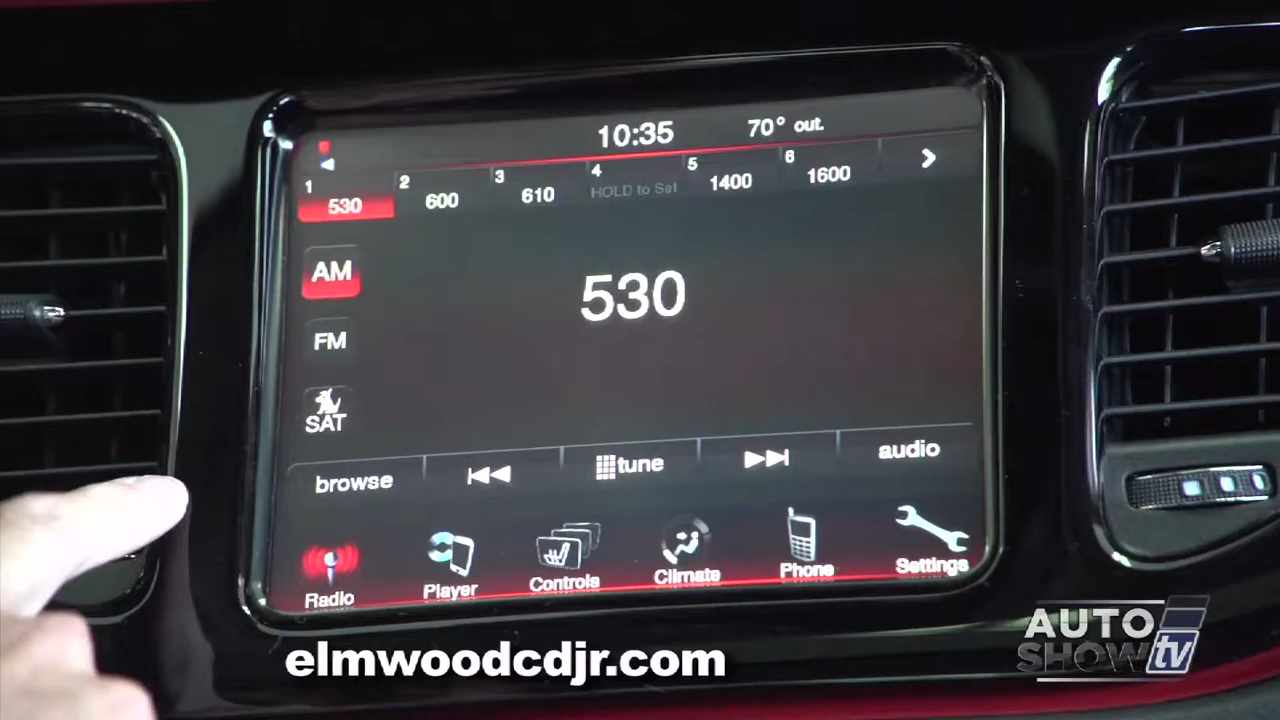 10:35 70° out.
1 2 3 4 5 6
530 600 610 HOLD to Set 1400 1600
AM
530
FM
SAT
browse tune audio
Radio Player Controls Climate Phone Settings
elmwoodcdjr.com
AUTO
SHOW tv